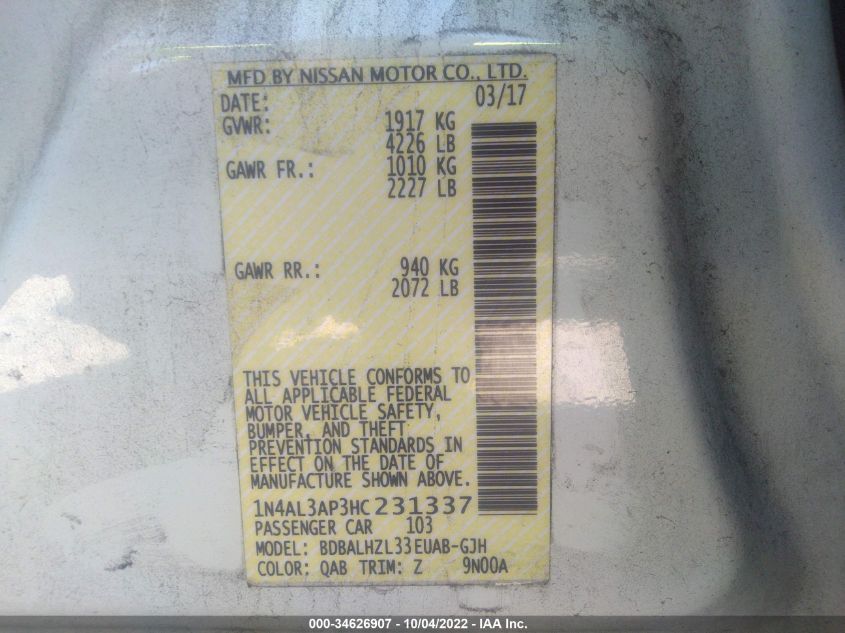 MFD BY NISSAN MOTOR CO., LTD.
DATE: 03/17
GVWR: 1917 KG
4226 LB
GAWR FR.: 1010 KG
2227 LB
GAWR RR.: 940 KG
2072 LB
THIS VEHICLE CONFORMS TO
ALL APPLICABLE FEDERAL
MOTOR VEHICLE SAFETY,
BUMPER, AND THEFT
PREVENTION STANDARDS IN
EFFECT ON THE DATE OF
MANUFACTURE SHOWN ABOVE.
1N4AL3AP3HC231337
PASSENGER CAR 103
MODEL: BDBALHZL33EUAB-GJH
COLOR: QAB TRIM: Z 9N00A
000-34626907 - 10/04/2022 - IAA Inc.